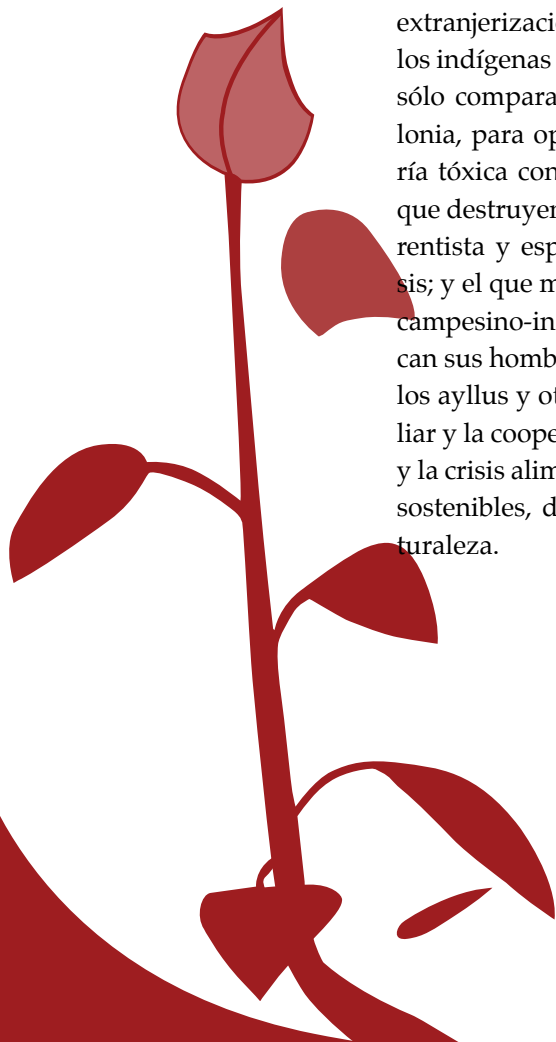 extranjerizació
los indígenas
sólo compara
lonia, para op
ría tóxica con
que destruyen
rentista y esp
sis; y el que m
campesino-in
can sus homb
los ayllus y ot
liar y la coope
y la crisis alim
sostenibles, d
turaleza.